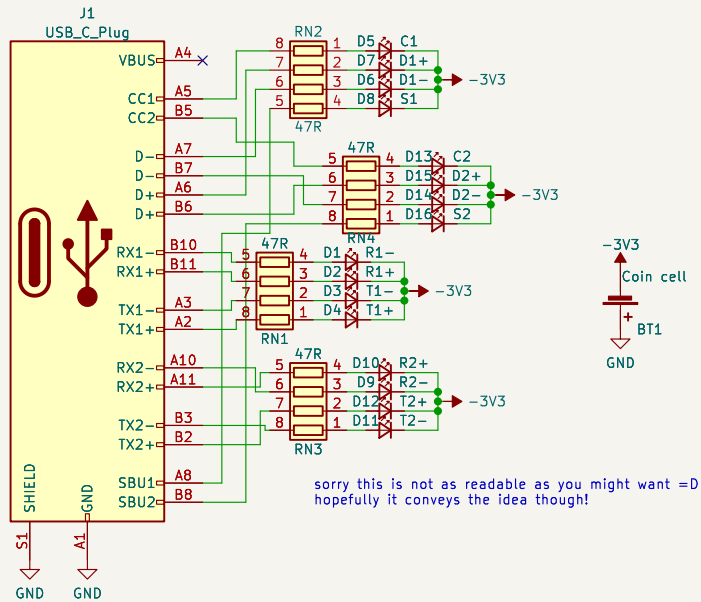 J1
USB_C_Plug
VBUS A4
CC1 A5
CC2 B5
D- A7
D- B7
D+ A6
D+ B6
RX1- B10
RX1+ B11
TX1- A3
TX1+ A2
RX2- A10
RX2+ A11
TX2- B3
TX2+ B2
SBU1 A8
SBU2 B8
SHIELD
GND
S1
A1
GND
GND
RN2
8 1 D5 C1
7 2 D7 D1+
6 3 D6 D1-
5 4 D8 S1
47R
-3V3
47R
5 4 D13 C2
6 3 D15 D2+
7 2 D14 D2-
8 1 D16 S2
RN4
-3V3
47R
5 4 D1 R1-
6 3 D2 R1+
7 2 D3 T1-
8 1 D4 T1+
RN1
-3V3
47R
5 4 D10 R2+
6 3 D9 R2-
7 2 D12 T2+
8 1 D11 T2-
RN3
-3V3
-3V3
Coin cell
+
BT1
GND
sorry this is not as readable as you might want =D
hopefully it conveys the idea though!